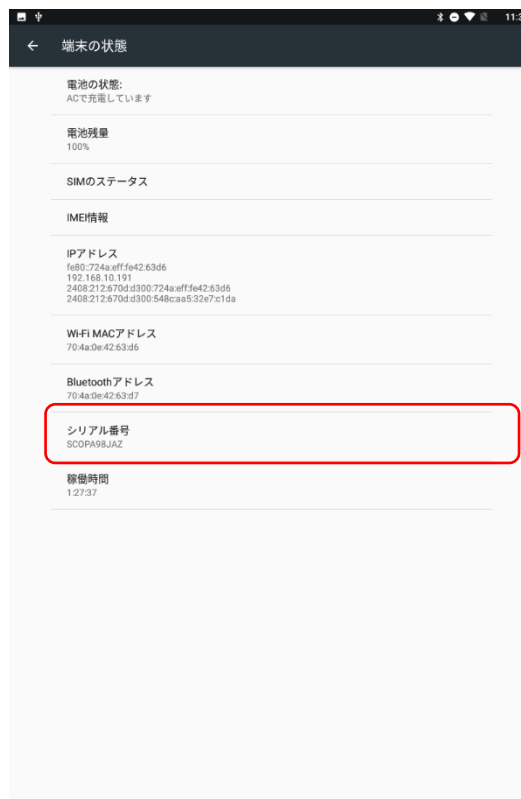 11:3
端末の状態
電池の状態:
ACで充電しています
電池残量
100%
SIMのステータス
IMEI情報
IPアドレス
fe80::724a:eff:fe42:63d6
192.168.10.191
2408:212:670d:d300:724a:eff:fe42:63d6
2408:212:670d:d300:548c:aa5:32e7:c1da
Wi-Fi MACアドレス
70:4a:0e:42:63:d6
Bluetoothアドレス
70:4a:0e:42:63:d7
シリアル番号
SCOPA98JAZ
稼働時間
1:27:37